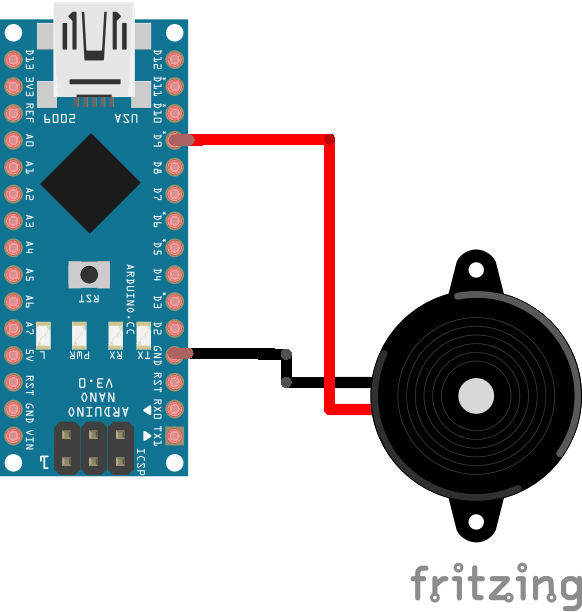 D13
3V3
REF
A0
A1
A2
A3
A4
A5
A6
A7
5V
RST
GND
VIN
D12
D11
D10
D9
D8
D7
D6
D5
D4
D3
D2
GND
RST
RX0
TX1
2009
USA
RST
ARDUINO.CC
L
PWR
RX
TX
ARDUINO
NANO
V3.0
ICSP
1
fritzing